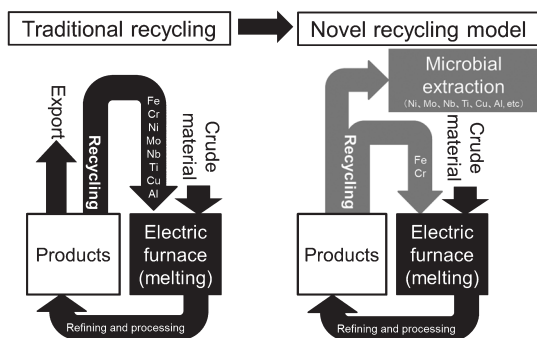 Traditional recycling
Export
Recycling
Fe
Cr
Ni
Mo
Nb
Ti
Cu
Al
Crude
material
Products
Electric
furnace
(melting)
Refining and processing
Novel recycling model
Microbial
extraction
(Ni、Mo、Nb、Ti、Cu、Al、etc)
Recycling
Fe
Cr
Crude
material
Products
Electric
furnace
(melting)
Refining and processing